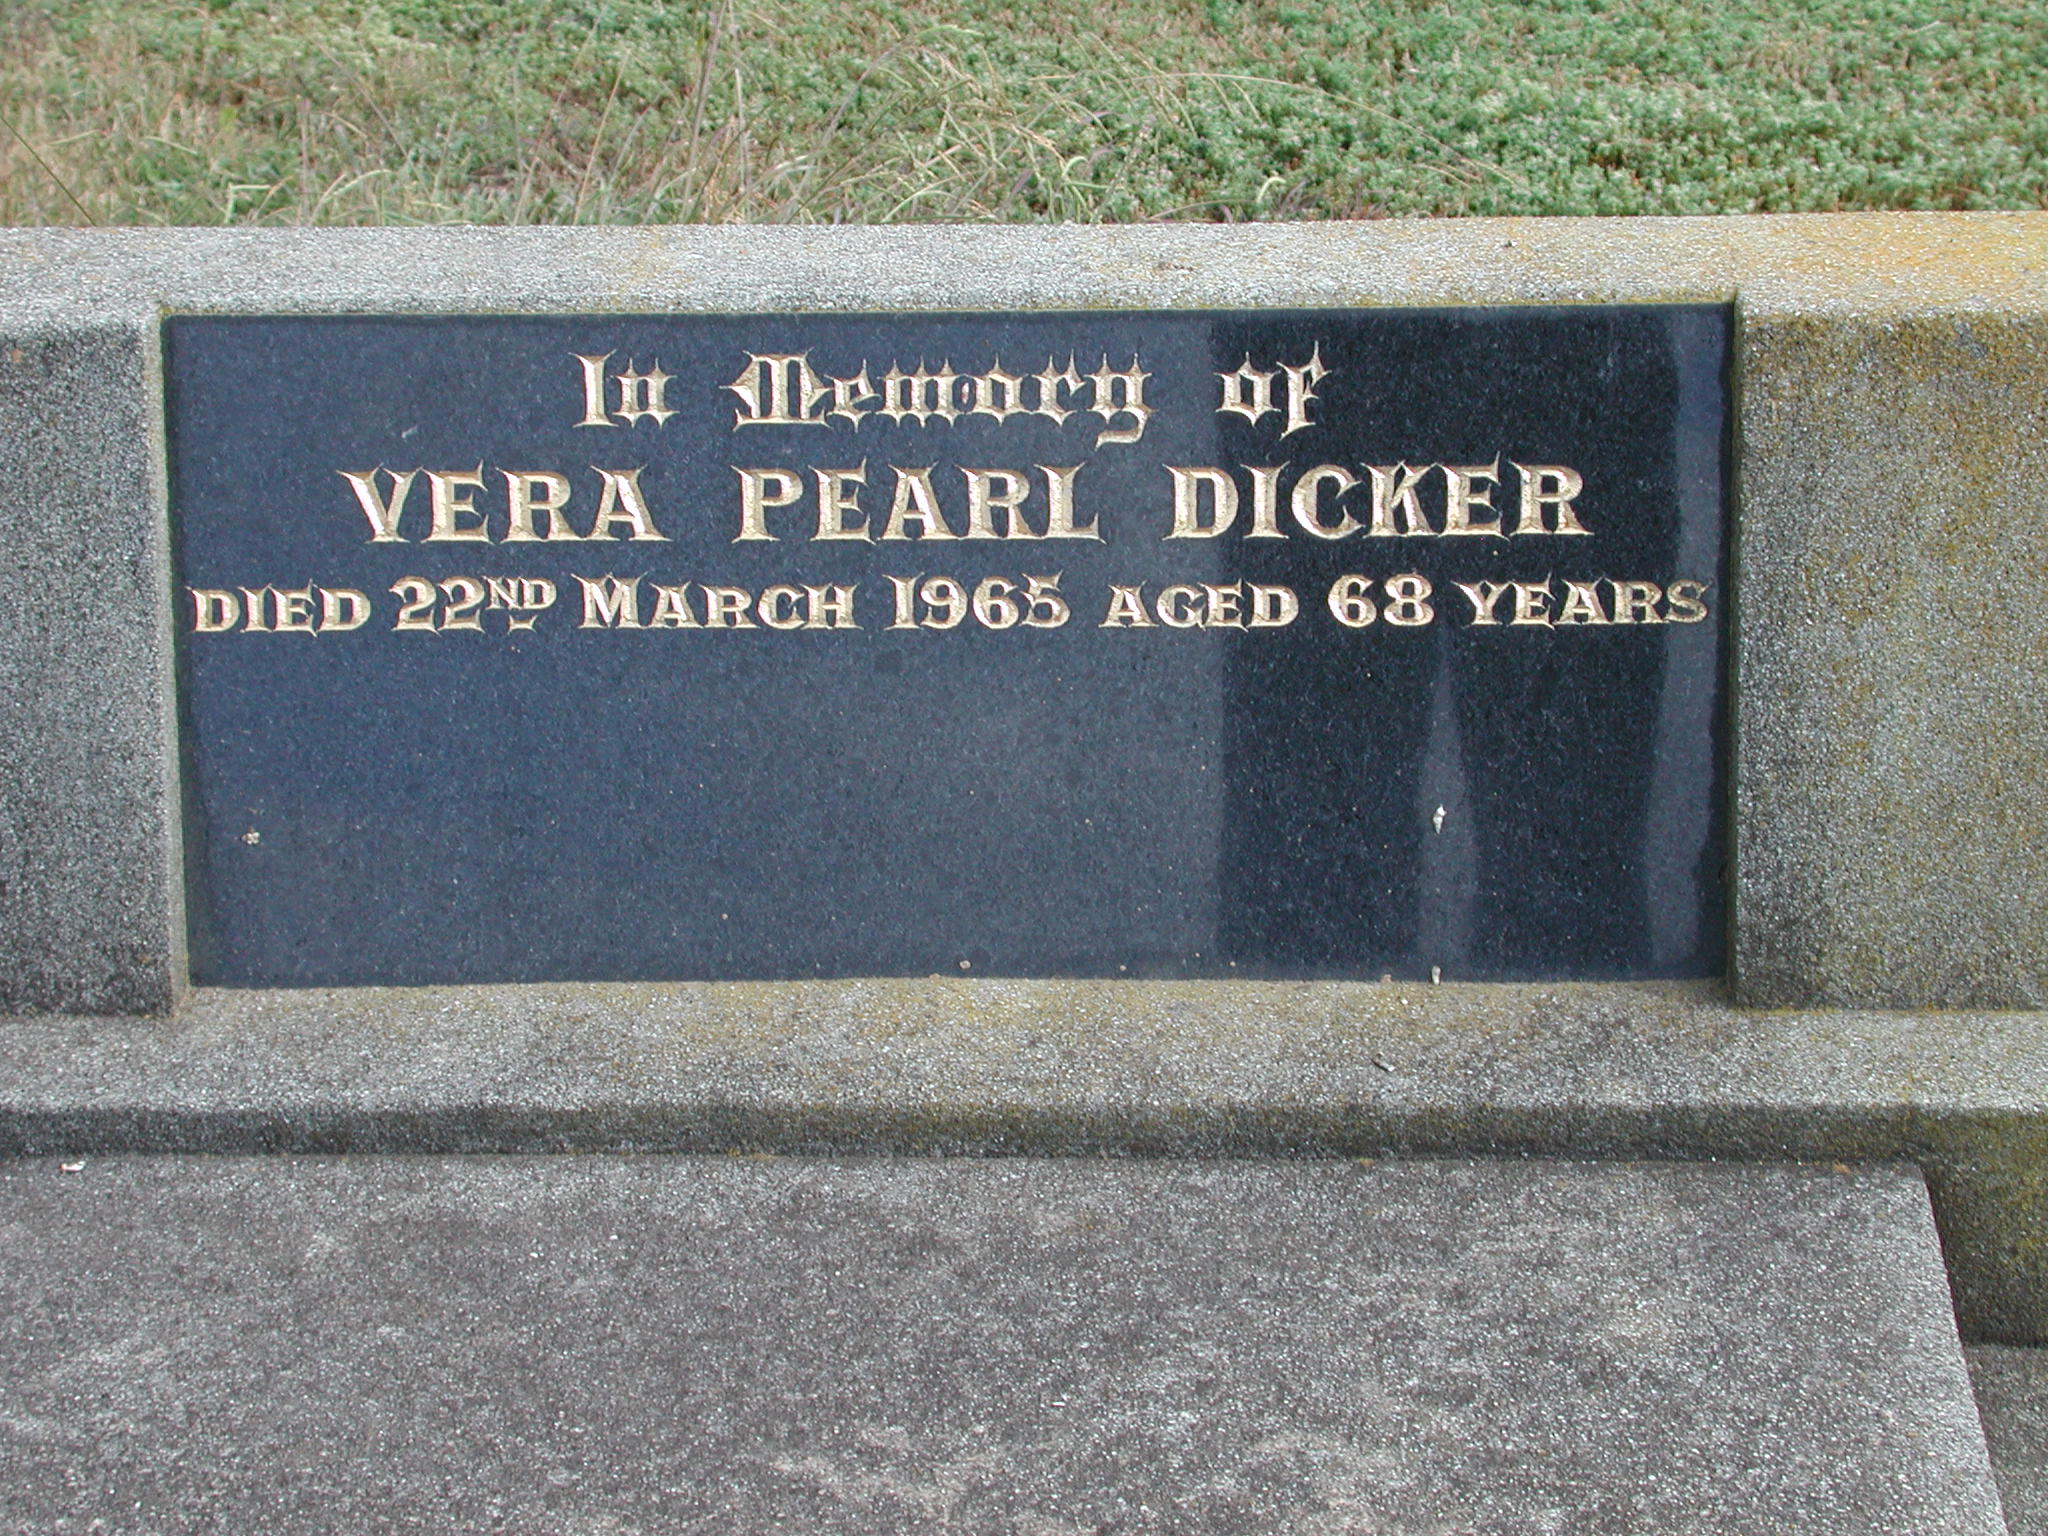 In Memory of
VERA PEARL DICKER
DIED 22ND MARCH 1965 AGED 68 YEARS